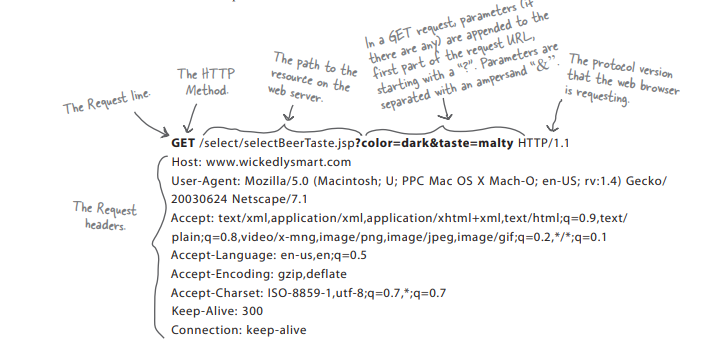 In a GET request, parameters (if
there are any) are appended to the
first part of the request URL,
starting with a "?". Parameters are
separated with an ampersand "&".
The path to the
resource on the
web server.
The HTTP
Method.
The protocol version
that the web browser
is requesting.
The Request line.
GET /select/selectBeerTaste.jsp?color=dark&taste=malty HTTP/1.1
Host: www.wickedlysmart.com
User-Agent: Mozilla/5.0 (Macintosh; U; PPC Mac OS X Mach-O; en-US; rv:1.4) Gecko/
20030624 Netscape/7.1
Accept: text/xml,application/xml,application/xhtml+xml,text/html;q=0.9,text/
plain;q=0.8,video/x-mng,image/png,image/jpeg,image/gif;q=0.2,*/*;q=0.1
Accept-Language: en-us,en;q=0.5
Accept-Encoding: gzip,deflate
Accept-Charset: ISO-8859-1,utf-8;q=0.7,*;q=0.7
Keep-Alive: 300
Connection: keep-alive
The Request
headers.